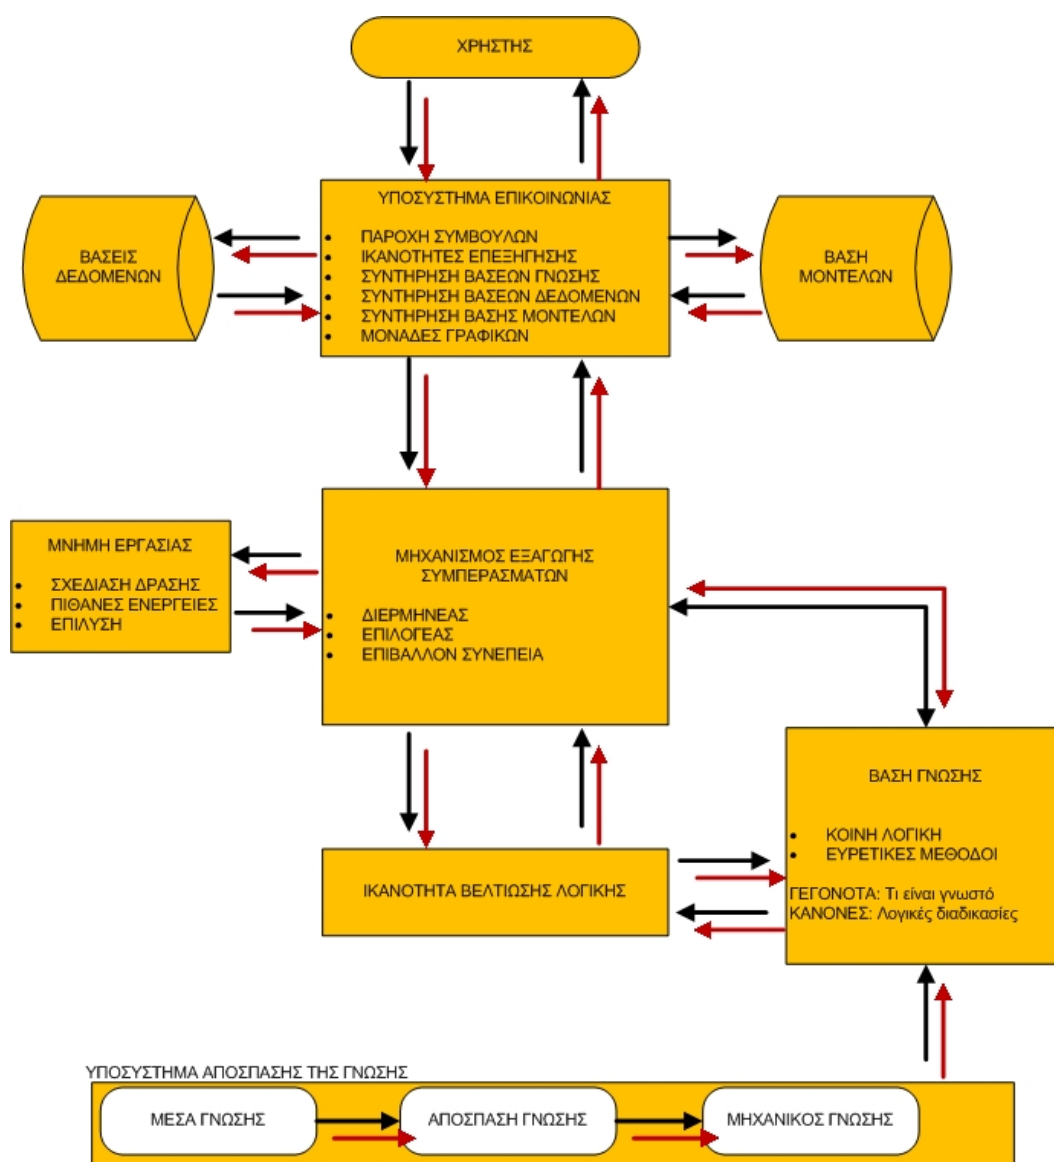 ΧΡΗΣΤΗΣ
ΥΠΟΣΥΣΤΗΜΑ ΕΠΙΚΟΙΝΩΝΙΑΣ
• ΠΑΡΟΧΗ ΣΥΜΒΟΥΛΩΝ
• ΙΚΑΝΟΤΗΤΕΣ ΕΠΕΞΗΓΗΣΗΣ
• ΣΥΝΤΗΡΗΣΗ ΒΑΣΕΩΝ ΓΝΩΣΗΣ
• ΣΥΝΤΗΡΗΣΗ ΒΑΣΕΩΝ ΔΕΔΟΜΕΝΩΝ
• ΣΥΝΤΗΡΗΣΗ ΒΑΣΗΣ ΜΟΝΤΕΛΩΝ
• ΜΟΝΑΔΕΣ ΓΡΑΦΙΚΩΝ
ΒΑΣΕΙΣ
ΔΕΔΟΜΕΝΩΝ
ΒΑΣΗ
ΜΟΝΤΕΛΩΝ
ΜΝΗΜΗ ΕΡΓΑΣΙΑΣ
• ΣΧΕΔΙΑΣΗ ΔΡΑΣΗΣ
• ΠΙΘΑΝΕΣ ΕΝΕΡΓΕΙΕΣ
• ΕΠΙΛΥΣΗ
ΜΗΧΑΝΙΣΜΟΣ ΕΞΑΓΩΓΗΣ
ΣΥΜΠΕΡΑΣΜΑΤΩΝ
• ΔΙΕΡΜΗΝΕΑΣ
• ΕΠΙΛΟΓΕΑΣ
• ΕΠΙΒΑΛΛΟΝ ΣΥΝΕΠΕΙΑ
ΒΑΣΗ ΓΝΩΣΗΣ
• ΚΟΙΝΗ ΛΟΓΙΚΗ
• ΕΥΡΕΤΙΚΕΣ ΜΕΘΟΔΟΙ
ΓΕΓΟΝΟΤΑ: Τι είναι γνωστό
ΚΑΝΟΝΕΣ: Λογικές διαδικασίες
ΙΚΑΝΟΤΗΤΑ ΒΕΛΤΙΩΣΗΣ ΛΟΓΙΚΗΣ
ΥΠΟΣΥΣΤΗΜΑ ΑΠΟΣΠΑΣΗΣ ΤΗΣ ΓΝΩΣΗΣ
ΜΕΣΑ ΓΝΩΣΗΣ
ΑΠΟΣΠΑΣΗ ΓΝΩΣΗΣ
ΜΗΧΑΝΙΚΟΣ ΓΝΩΣΗΣ